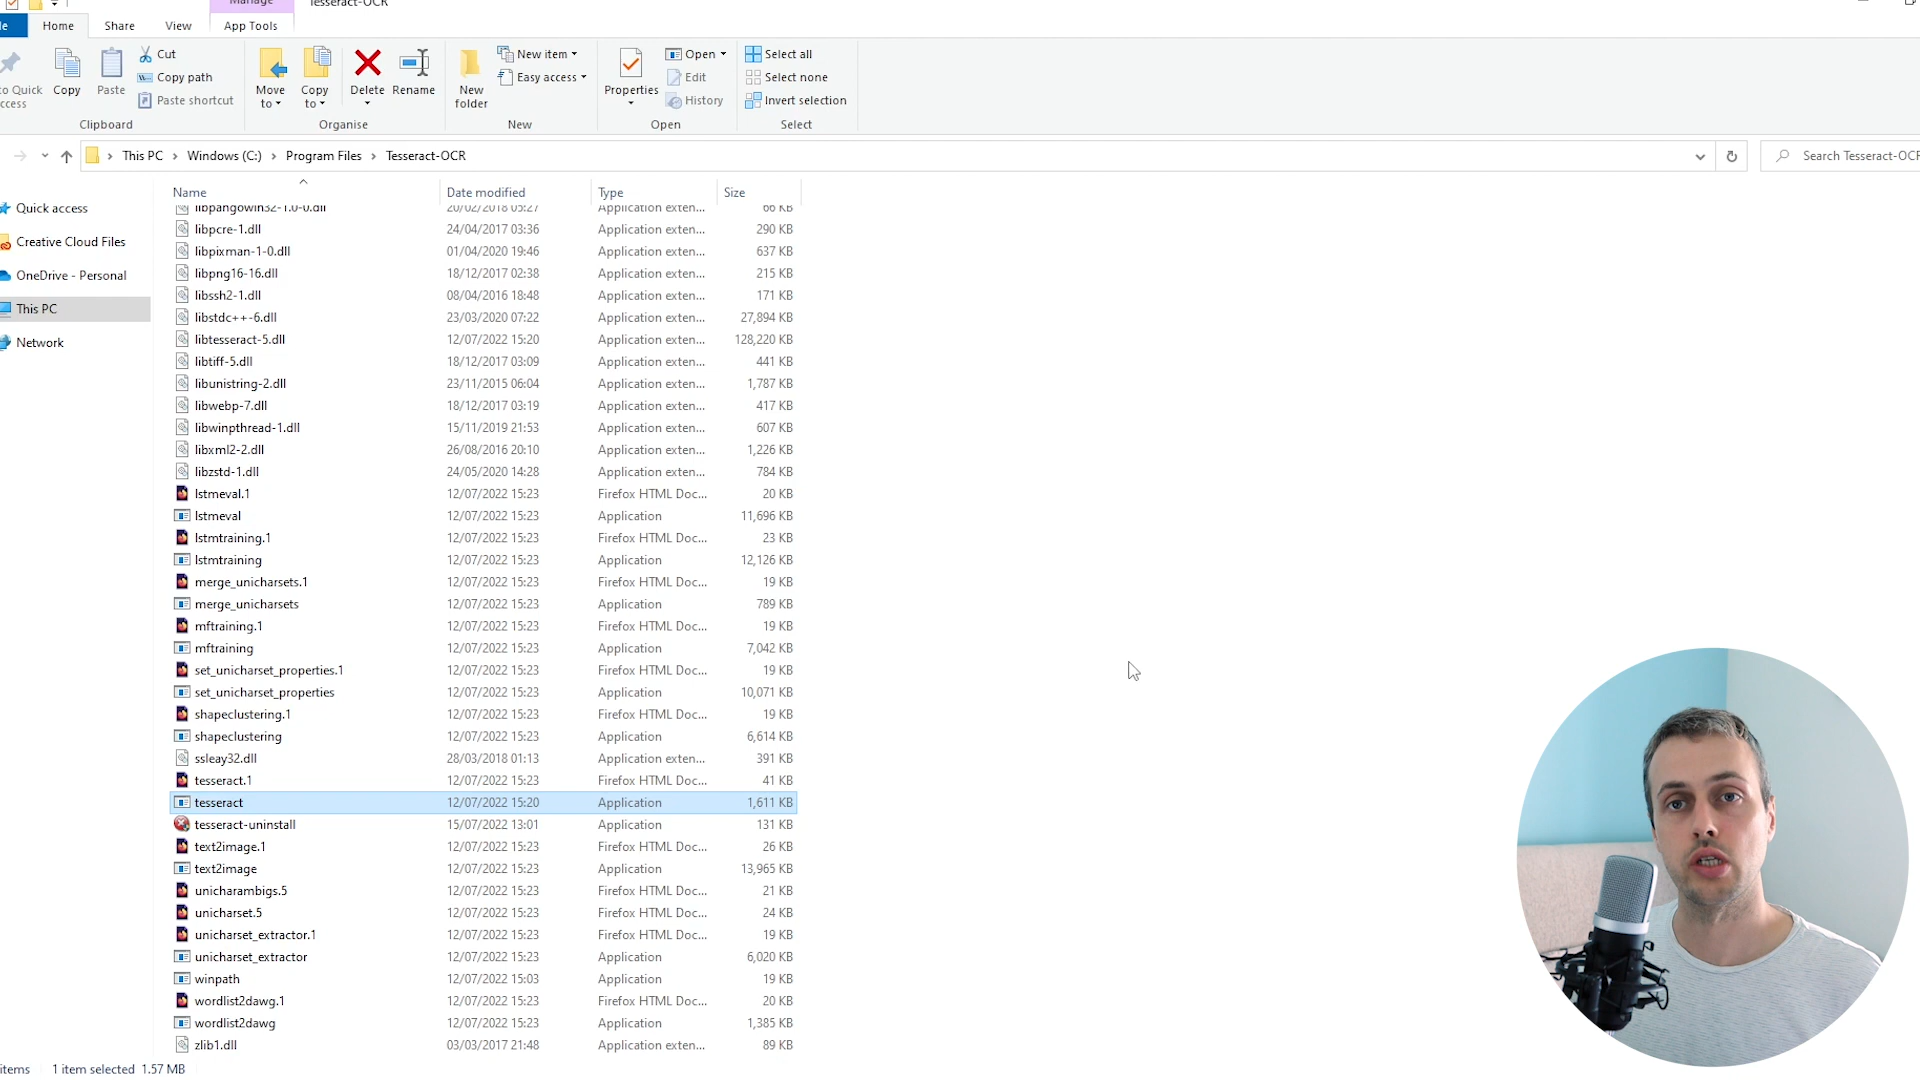 Manage
Tesseract-OCR
Home
Share
View
App Tools
Cut
Copy path
Paste shortcut
Copy
Paste
Clipboard
Move to
Copy to
Delete
Rename
Organise
New folder
New item
Easy access
New
Properties
Open
Edit
History
Open
Select all
Select none
Invert selection
Select
This PC > Windows (C:) > Program Files > Tesseract-OCR
Search Tesseract-OCR
Quick access
Creative Cloud Files
OneDrive - Personal
This PC
Network
Name Date modified Type Size
libpangowin32-1.0-0.dll 20/02/2018 05:27 Application exten... 66 KB
libpcre-1.dll 24/04/2017 03:36 Application exten... 290 KB
libpixman-1-0.dll 01/04/2020 19:46 Application exten... 637 KB
libpng16-16.dll 18/12/2017 02:38 Application exten... 215 KB
libssh2-1.dll 08/04/2016 18:48 Application exten... 171 KB
libstdc++-6.dll 23/03/2020 07:22 Application exten... 27,894 KB
libtesseract-5.dll 12/07/2022 15:20 Application exten... 128,220 KB
libtiff-5.dll 18/12/2017 03:09 Application exten... 441 KB
libunistring-2.dll 23/11/2015 06:04 Application exten... 1,787 KB
libwebp-7.dll 18/12/2017 03:19 Application exten... 417 KB
libwinpthread-1.dll 15/11/2019 21:53 Application exten... 607 KB
libxml2-2.dll 26/08/2016 20:10 Application exten... 1,226 KB
libzstd-1.dll 24/05/2020 14:28 Application exten... 784 KB
lstmeval.1 12/07/2022 15:23 Firefox HTML Doc... 20 KB
lstmeval 12/07/2022 15:23 Application 11,696 KB
lstmtraining.1 12/07/2022 15:23 Firefox HTML Doc... 23 KB
lstmtraining 12/07/2022 15:23 Application 12,126 KB
merge_unicharsets.1 12/07/2022 15:23 Firefox HTML Doc... 19 KB
merge_unicharsets 12/07/2022 15:23 Application 789 KB
mftraining.1 12/07/2022 15:23 Firefox HTML Doc... 19 KB
mftraining 12/07/2022 15:23 Application 7,042 KB
set_unicharset_properties.1 12/07/2022 15:23 Firefox HTML Doc... 19 KB
set_unicharset_properties 12/07/2022 15:23 Application 10,071 KB
shapeclustering.1 12/07/2022 15:23 Firefox HTML Doc... 19 KB
shapeclustering 12/07/2022 15:23 Application 6,614 KB
ssleay32.dll 28/03/2018 01:13 Application exten... 391 KB
tesseract.1 12/07/2022 15:23 Firefox HTML Doc... 41 KB
tesseract 12/07/2022 15:20 Application 1,611 KB
tesseract-uninstall 15/07/2022 13:01 Application 131 KB
text2image.1 12/07/2022 15:23 Firefox HTML Doc... 26 KB
text2image 12/07/2022 15:23 Application 13,965 KB
unicharambigs.5 12/07/2022 15:23 Firefox HTML Doc... 21 KB
unicharset.5 12/07/2022 15:23 Firefox HTML Doc... 24 KB
unicharset_extractor.1 12/07/2022 15:23 Firefox HTML Doc... 19 KB
unicharset_extractor 12/07/2022 15:23 Application 6,020 KB
winpath 12/07/2022 15:03 Application 19 KB
wordlist2dawg.1 12/07/2022 15:23 Firefox HTML Doc... 20 KB
wordlist2dawg 12/07/2022 15:23 Application 1,385 KB
zlib1.dll 03/03/2017 21:48 Application exten... 89 KB
items 1 item selected 1.57 MB